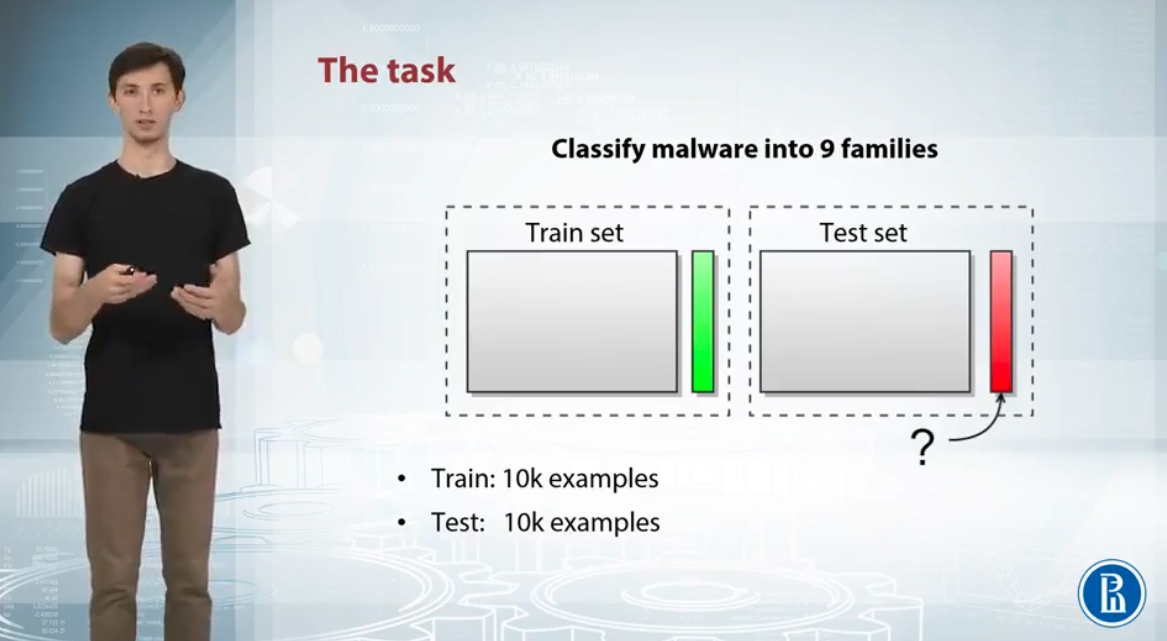 The task
Classify malware into 9 families
Train set
Test set
?
• Train: 10k examples
• Test: 10k examples